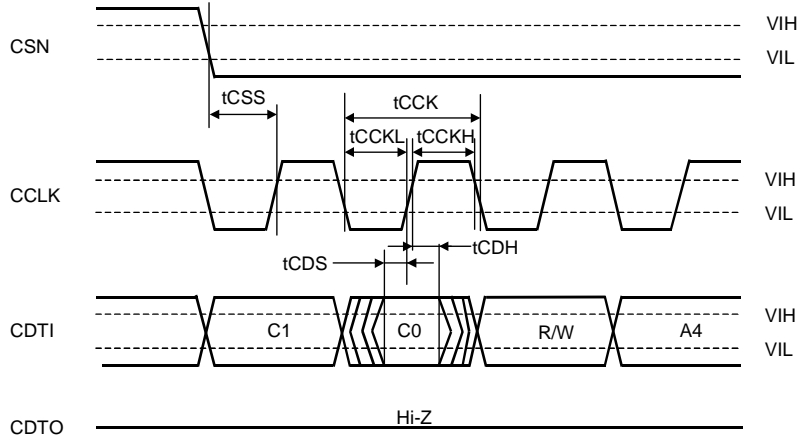 VIH
CSN
VIL
tCSS
tCCK
tCCKL
tCCKH
VIH
CCLK
VIL
tCDH
tCDS
VIH
CDTI
C1
C0
R/W
A4
VIL
Hi-Z
CDTO